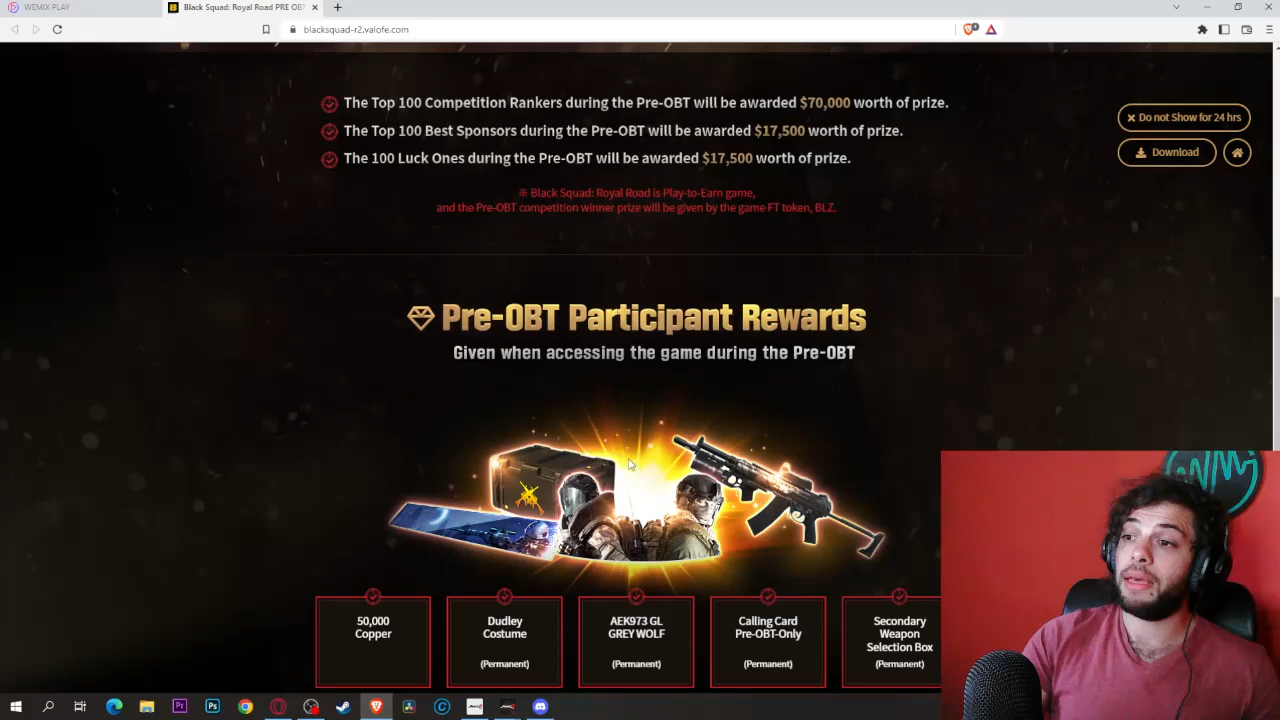 WEMIX PLAY
Black Squad: Royal Road PRE OB
blacksquad-r2.valofe.com
The Top 100 Competition Rankers during the Pre-OBT will be awarded $70,000 worth of prize.
The Top 100 Best Sponsors during the Pre-OBT will be awarded $17,500 worth of prize.
The 100 Luck Ones during the Pre-OBT will be awarded $17,500 worth of prize.
Do not Show for 24 hrs
Download
※ Black Squad: Royal Road is Play-to-Earn game,
and the Pre-OBT competition winner prize will be given by the game FT token, BLZ.
Pre-OBT Participant Rewards
Given when accessing the game during the Pre-OBT
50,000
Copper
Dudley
Costume
(Permanent)
AEK973 GL
GREY WOLF
(Permanent)
Calling Card
Pre-OBT-Only
(Permanent)
Secondary
Weapon
Selection Box
(Permanent)